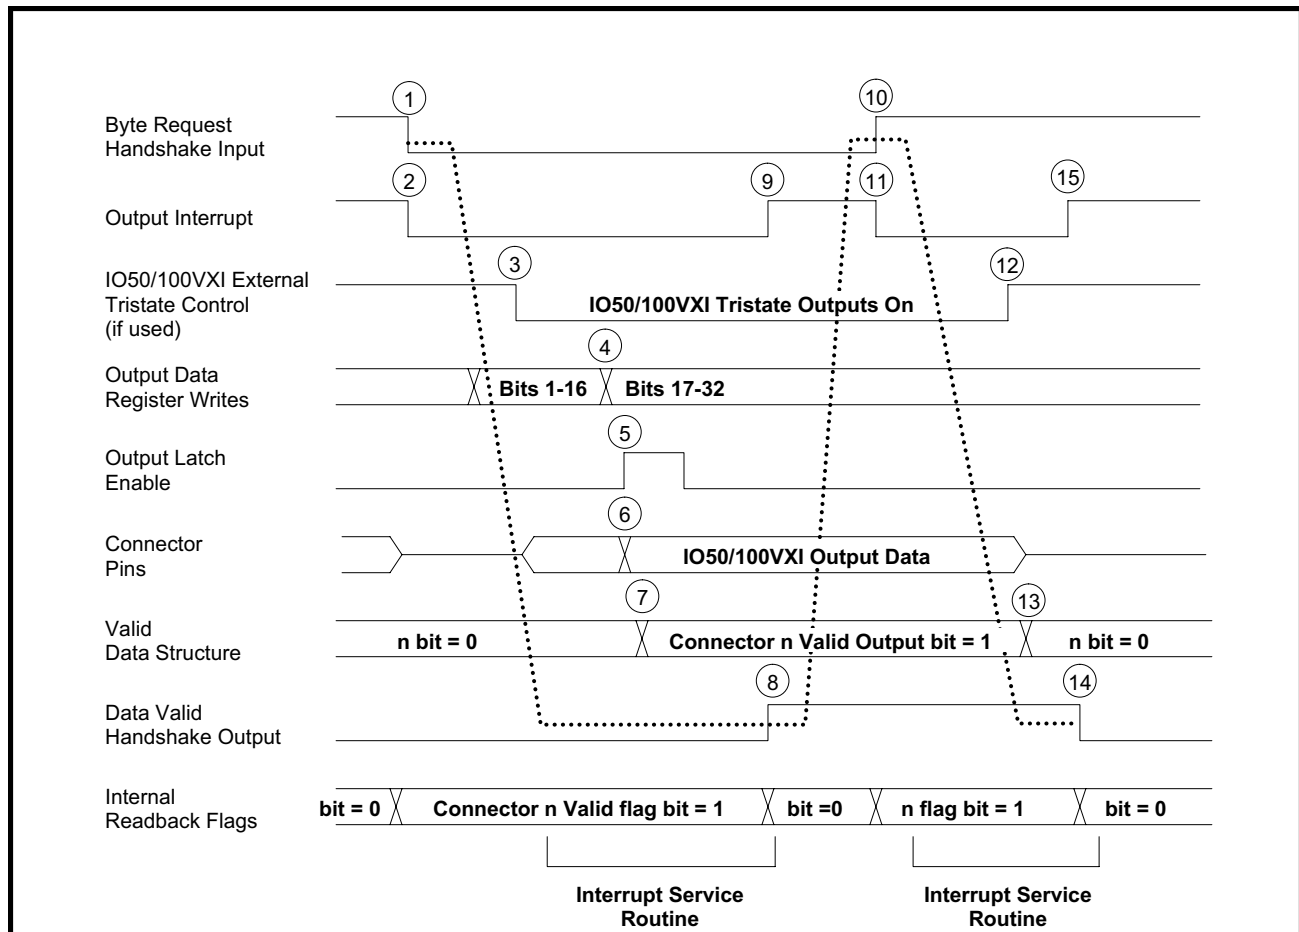 1
10
Byte Request
Handshake Input
2
9
11
15
Output Interrupt
3
12
IO50/100VXI External
Tristate Control
(if used)
IO50/100VXI Tristate Outputs On
4
Output Data
Register Writes
Bits 1-16
Bits 17-32
5
Output Latch
Enable
6
Connector
Pins
IO50/100VXI Output Data
7
13
Valid
Data Structure
n bit = 0
Connector n Valid Output bit = 1
n bit = 0
8
14
Data Valid
Handshake Output
Internal
Readback Flags
bit = 0
Connector n Valid flag bit = 1
bit =0
n flag bit = 1
bit = 0
Interrupt Service
Routine
Interrupt Service
Routine